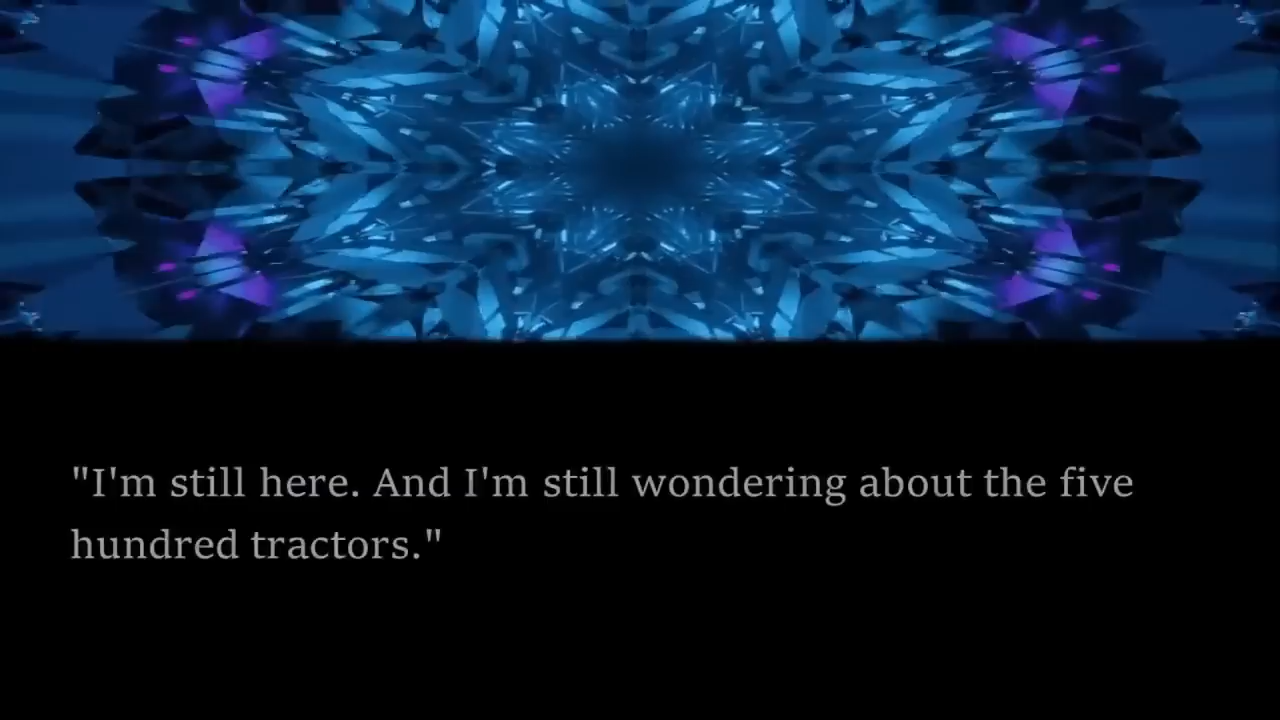 "I'm still here. And I'm still wondering about the five
hundred tractors."